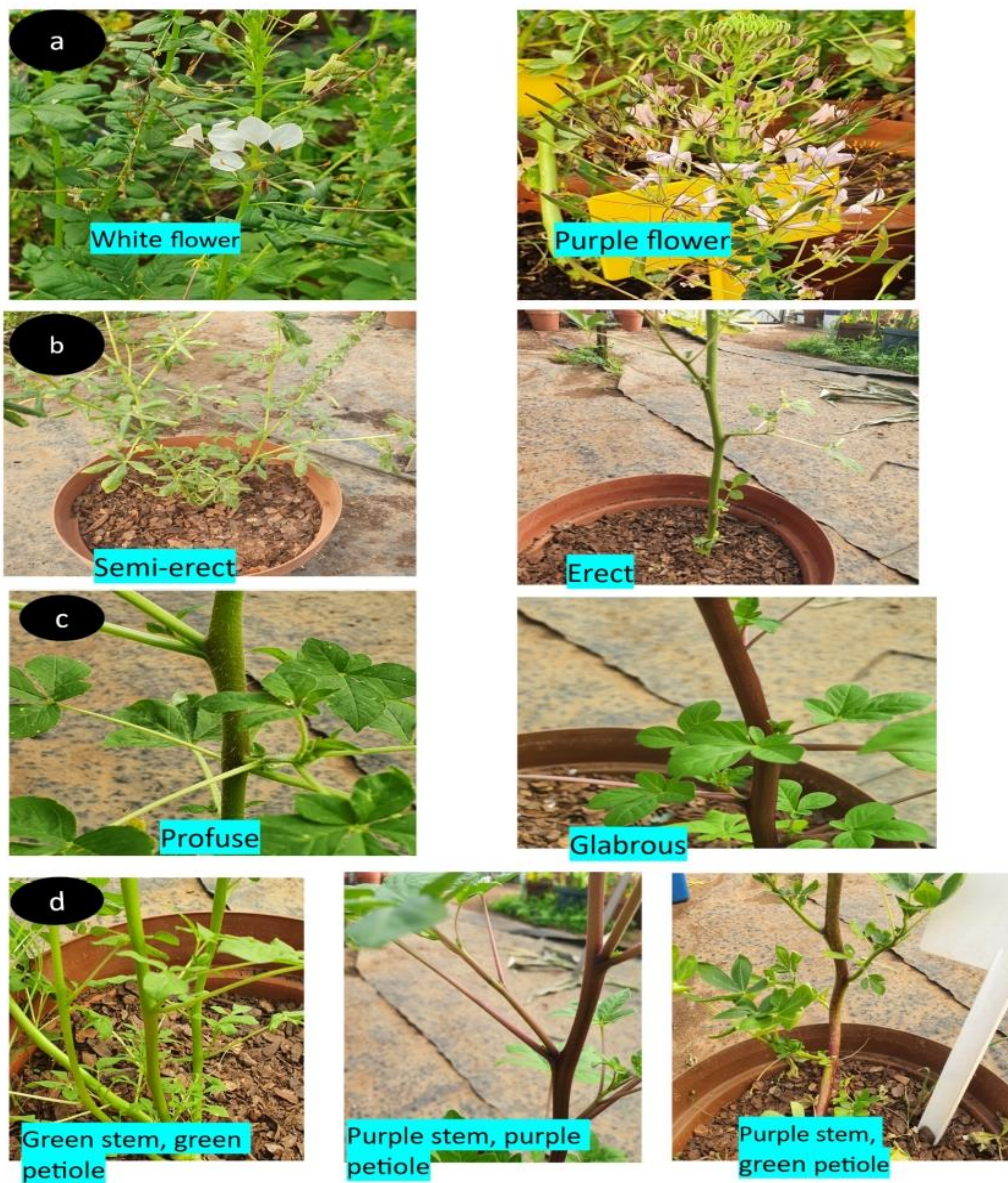 a
White flower
Purple flower
b
Semi-erect
Erect
c
Profuse
Glabrous
d
Green stem, green
petiole
Purple stem, purple
petiole
Purple stem,
green petiole